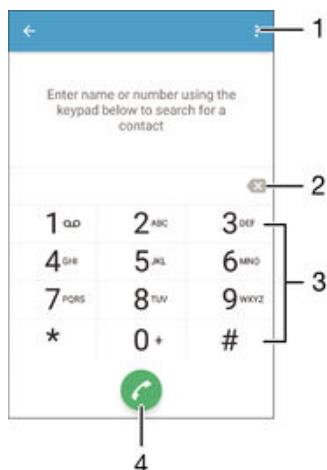 1
Enter name or number using the
keypad below to search for a
contact
2
1 2 ABC 3 DEF
4 GHI 5 JKL 6 MNO
3
7 PQRS 8 TUV 9 WXYZ
* 0 + #
4